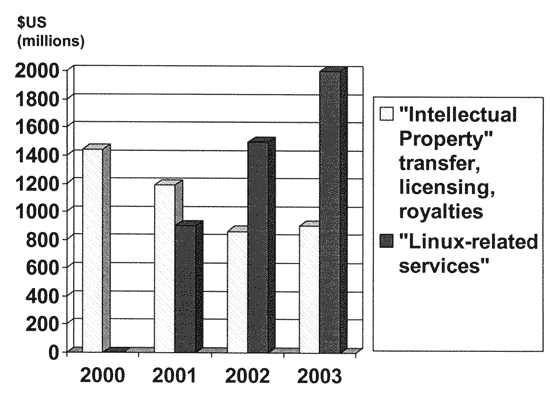 $US
(millions)
2000
1800
1600
1400
1200
1000
800
600
400
200
0
2000 2001 2002 2003
"Intellectual
Property"
transfer,
licensing,
royalties
"Linux-related
services"